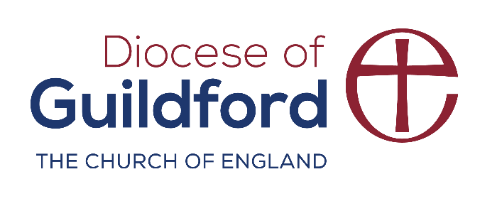 Diocese of
Guildford
THE CHURCH OF ENGLAND